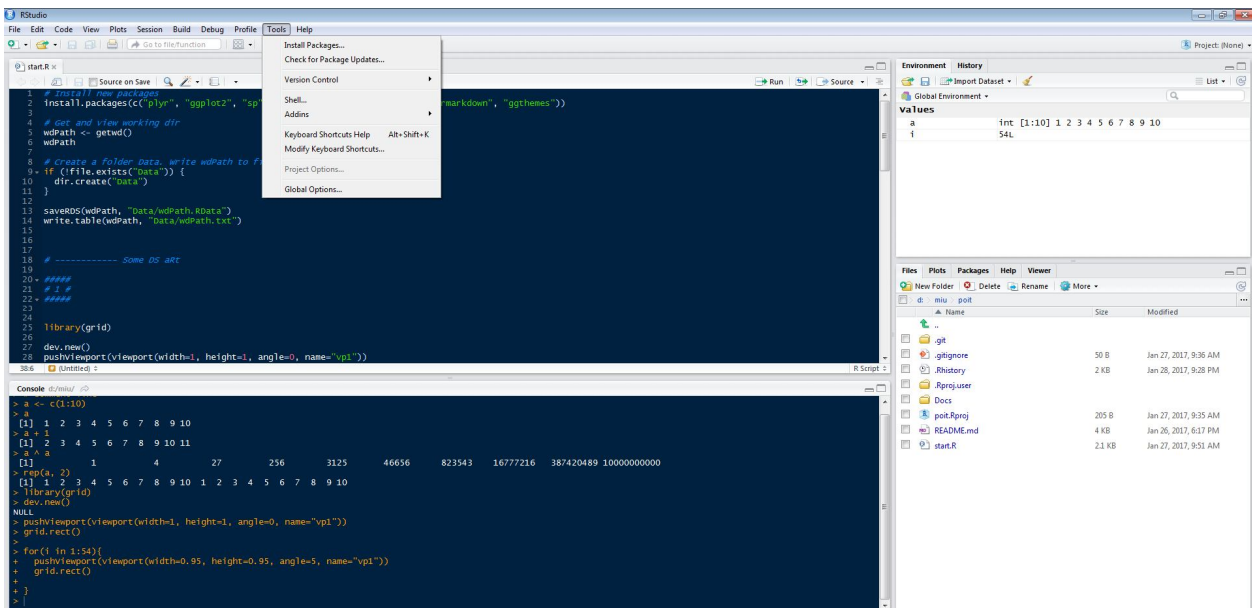 RStudio
File Edit Code View Plots Session Build Debug Profile Tools Help
Go to file/function
Project: (None)
Install Packages...
Check for Package Updates...
Version Control
Shell...
Addins
Keyboard Shortcuts Help Alt+Shift+K
Modify Keyboard Shortcuts...
Project Options...
Global Options...
start.R
Source on Save
Run
Source
1 # Install new packages
2 install.packages(c("plyr", "ggplot2", "sp" rmarkdown", "ggthemes"))
3
4 # Get and view working dir
5 wdPath <- getwd()
6 wdPath
7
8 # Create a folder Data. Write wdPath to fi
9 if (!file.exists("Data")) {
10 dir.create("Data")
11 }
12
13 saveRDS(wdPath, "Data/wdPath.RData")
14 write.table(wdPath, "Data/wdPath.txt")
15
16
17
18 # ------------ Some DS aRt
19
20 #####
21 # 1 #
22 #####
23
24
25 library(grid)
26
27 dev.new()
28 pushViewport(viewport(width=1, height=1, angle=0, name="vp1"))
38:6 (Untitled) R Script
Console d:/miu/
> a <- c(1:10)
> a
[1] 1 2 3 4 5 6 7 8 9 10
> a + 1
[1] 2 3 4 5 6 7 8 9 10 11
> a ^ a
[1] 1 4 27 256 3125 46656 823543 16777216 387420489 10000000000
> rep(a, 2)
[1] 1 2 3 4 5 6 7 8 9 10 1 2 3 4 5 6 7 8 9 10
> library(grid)
> dev.new()
NULL
> pushViewport(viewport(width=1, height=1, angle=0, name="vp1"))
> grid.rect()
>
> for(i in 1:54){
+ pushViewport(viewport(width=0.95, height=0.95, angle=5, name="vp1"))
+ grid.rect()
+
+ }
>
Environment History
Import Dataset
List
Global Environment
Values
a int [1:10] 1 2 3 4 5 6 7 8 9 10
i 54L
Files Plots Packages Help Viewer
New Folder Delete Rename More
d: miu poit
Name Size Modified
..
.git
.gitignore 50 B Jan 27, 2017, 9:36 AM
.Rhistory 2 KB Jan 28, 2017, 9:28 PM
.Rproj.user
Docs
poit.Rproj 205 B Jan 27, 2017, 9:35 AM
README.md 4 KB Jan 26, 2017, 6:17 PM
start.R 2.1 KB Jan 27, 2017, 9:51 AM